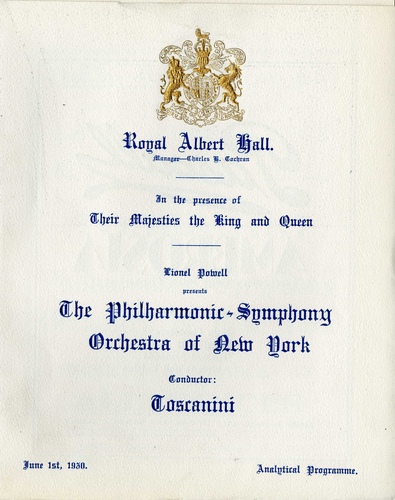 Royal Albert Hall.
Manager—Charles B. Cochran
In the presence of
Their Majesties the King and Queen
Lionel Powell
presents
The Philharmonic-Symphony
Orchestra of New York
Conductor:
Toscanini
June 1st, 1930.
Analytical Programme.